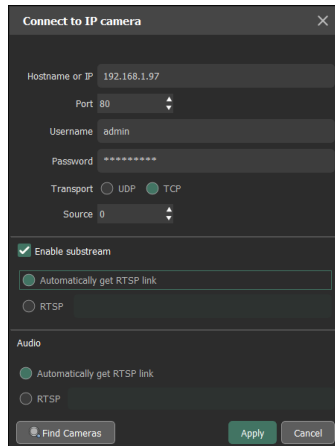 Connect to IP camera
Hostname or IP 192.168.1.97
Port 80
Username admin
Password *********
Transport UDP TCP
Source 0
Enable substream
Automatically get RTSP link
RTSP
Audio
Automatically get RTSP link
RTSP
Find Cameras Apply Cancel